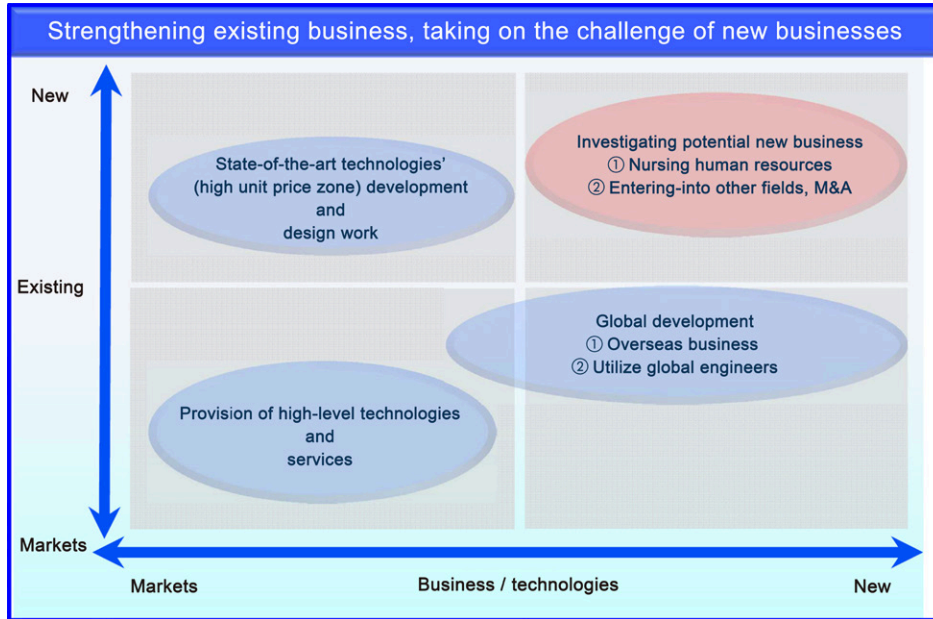 Strengthening existing business, taking on the challenge of new businesses
New
State-of-the-art technologies'
(high unit price zone) development
and
design work
Investigating potential new business
① Nursing human resources
② Entering-into other fields, M&A
Existing
Global development
① Overseas business
② Utilize global engineers
Provision of high-level technologies
and
services
Markets
Markets
Business / technologies
New